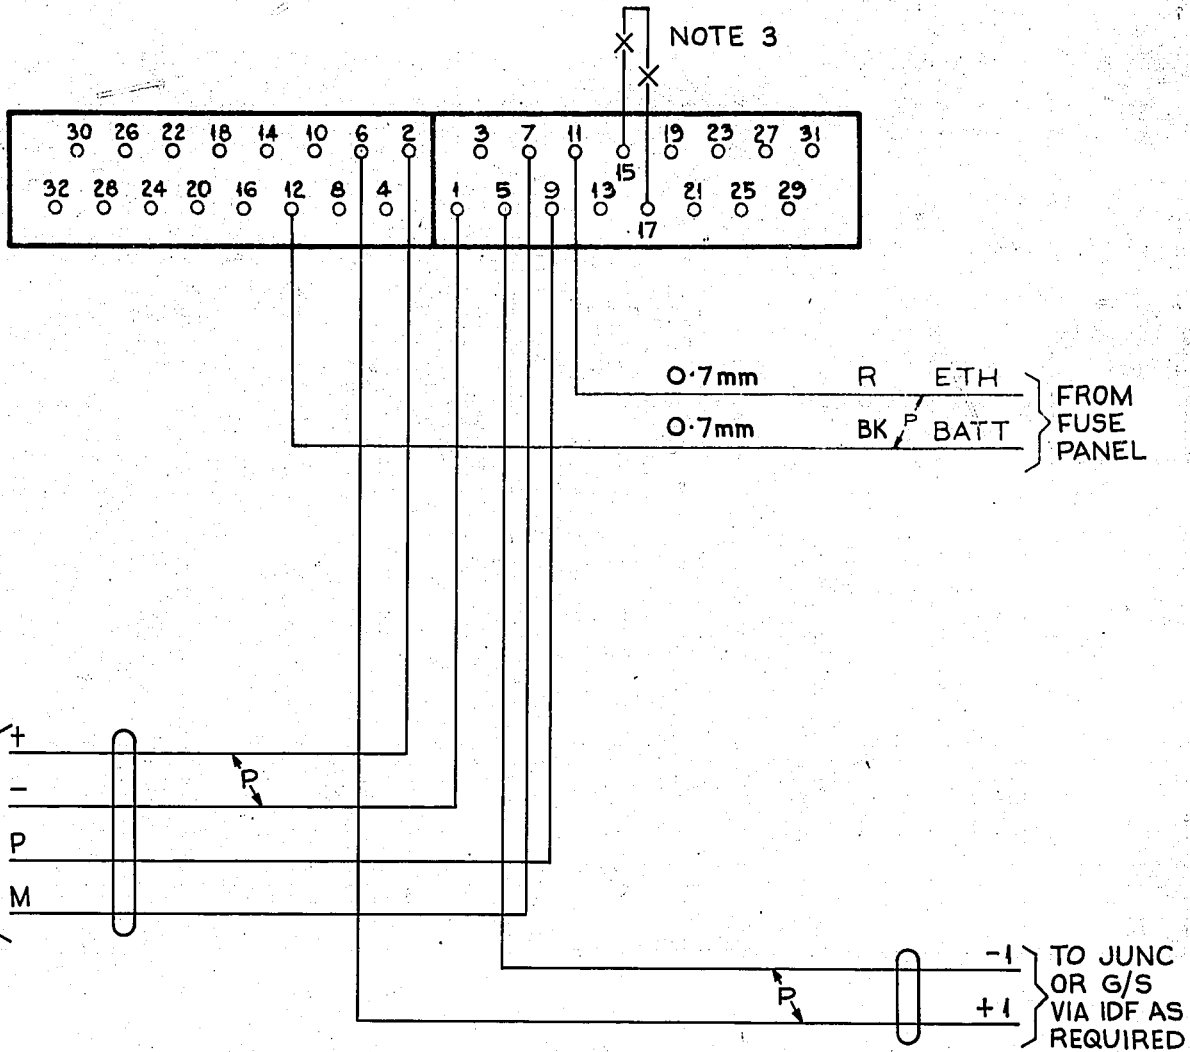 NOTE 3
30 26 22 18 14 10 6 2 3 7 11 19 23 27 31
15
32 28 24 20 16 12 8 4 1 5 9 13 21 25 29
17
O·7mm R ETH
O·7mm BK P BATT
FROM
FUSE
PANEL
+
P
-
P
M
-1
P
+1
TO JUNC
OR G/S
VIA IDF AS
REQUIRED